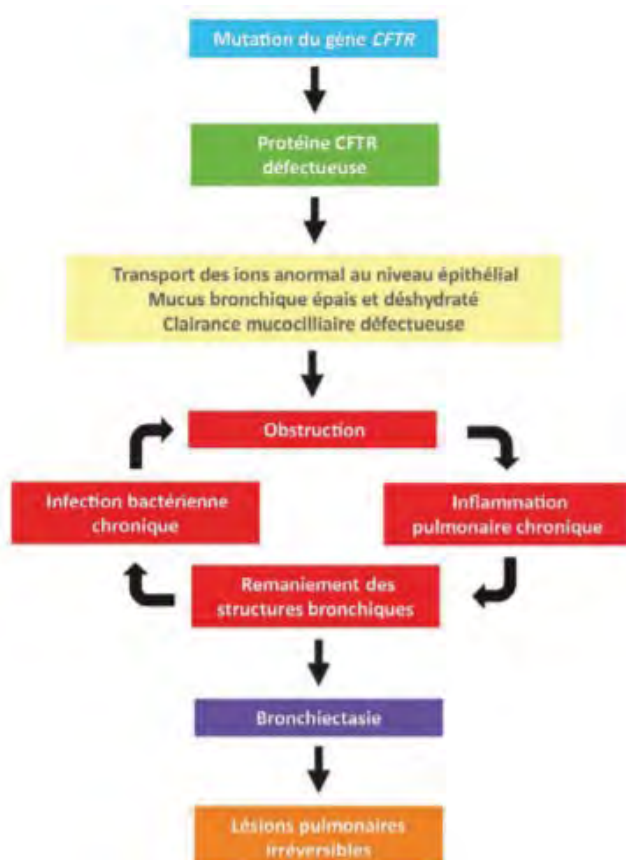 Mutation du gène CFTR
Protéine CFTR
défectueuse
Transport des ions anormal au niveau épithélial
Mucus bronchique épais et déshydraté
Clairance mucocilliaire défectueuse
Obstruction
Infection bactérienne
chronique
Inflammation
pulmonaire chronique
Remaniement des
structures bronchiques
Bronchiectasie
Lésions pulmonaires
irréversibles